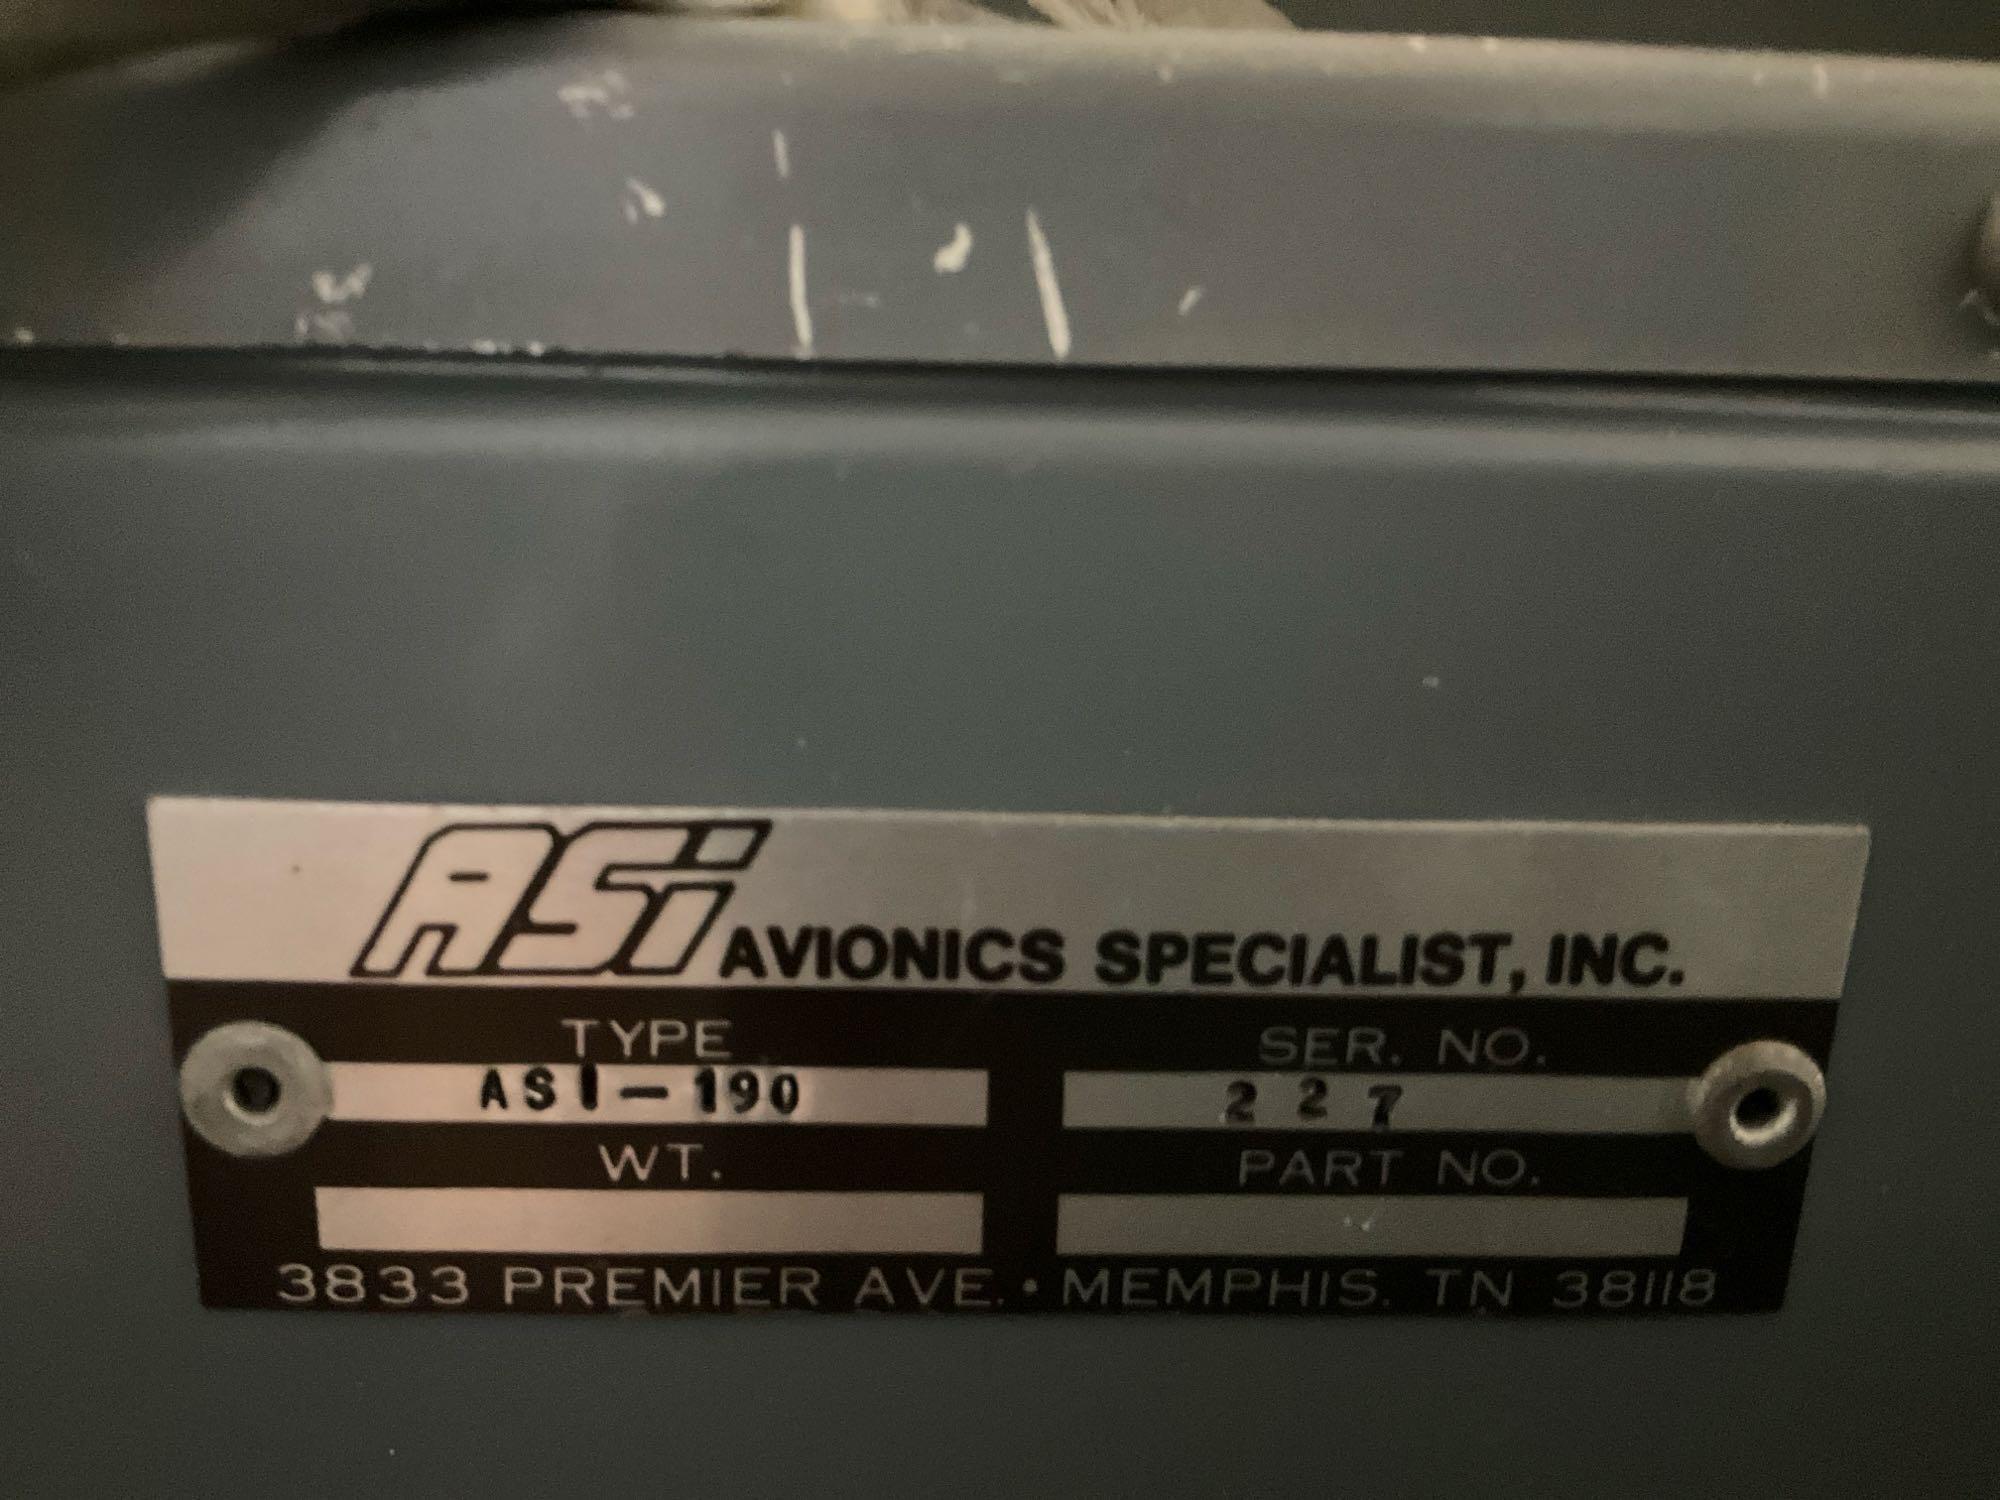 ASi AVIONICS SPECIALIST, INC.
TYPE SER. NO.
ASI-190 227
WT. PART NO.
3833 PREMIER AVE. • MEMPHIS. TN 38118